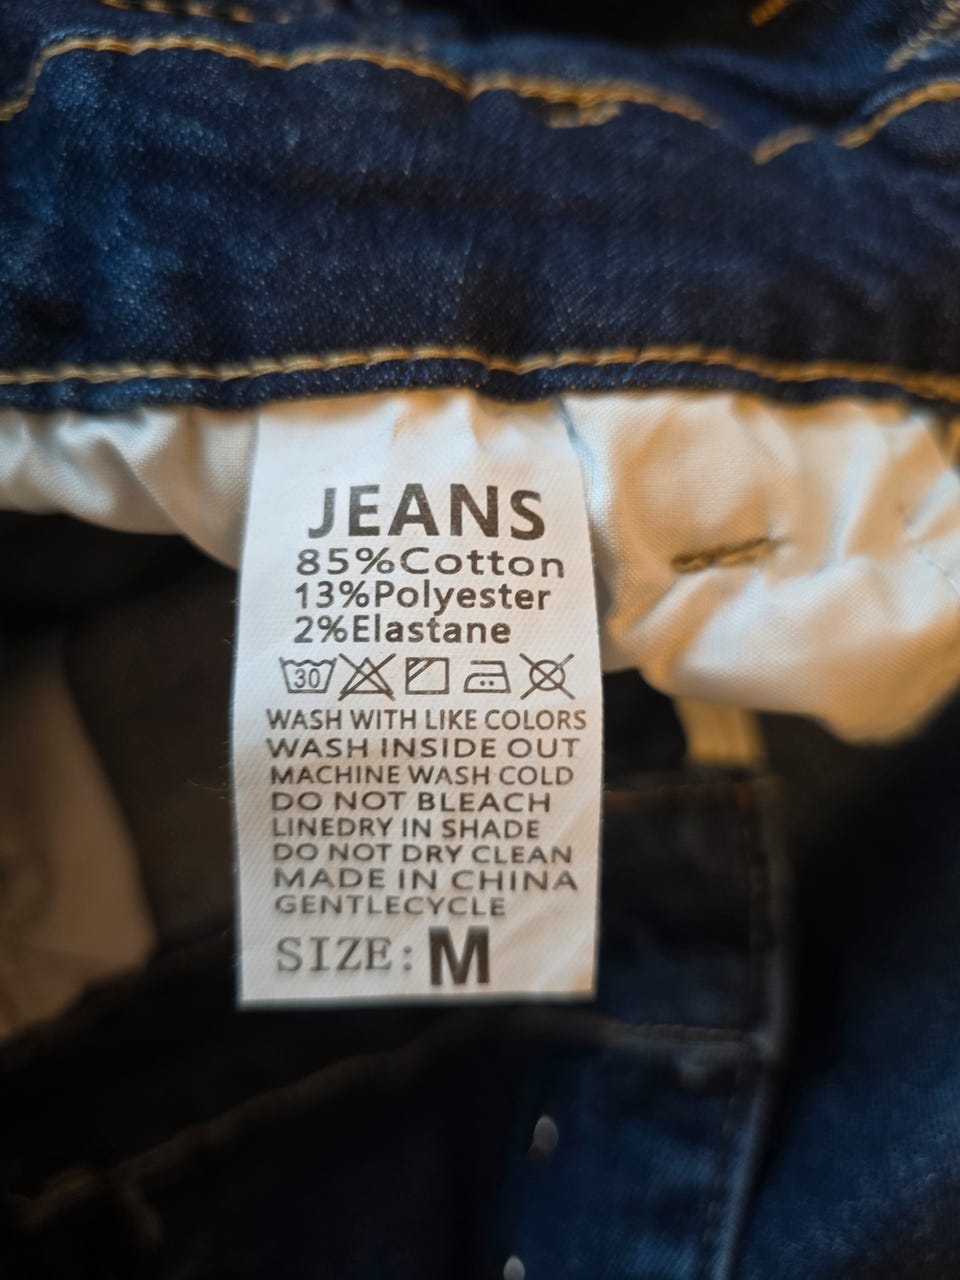 JEANS
85%Cotton
13%Polyester
2%Elastane
30
WASH WITH LIKE COLORS
WASH INSIDE OUT
MACHINE WASH COLD
DO NOT BLEACH
LINEDRY IN SHADE
DO NOT DRY CLEAN
MADE IN CHINA
GENTLECYCLE
SIZE: M